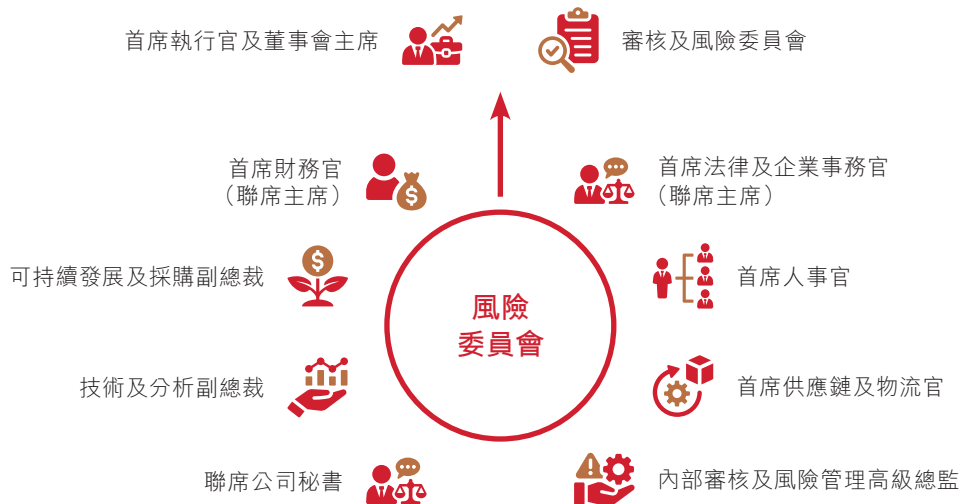 首席執行官及董事會主席
審核及風險委員會
首席財務官
（聯席主席）
首席法律及企業事務官
（聯席主席）
可持續發展及採購副總裁
首席人事官
風險
委員會
技術及分析副總裁
首席供應鏈及物流官
聯席公司秘書
內部審核及風險管理高級總監